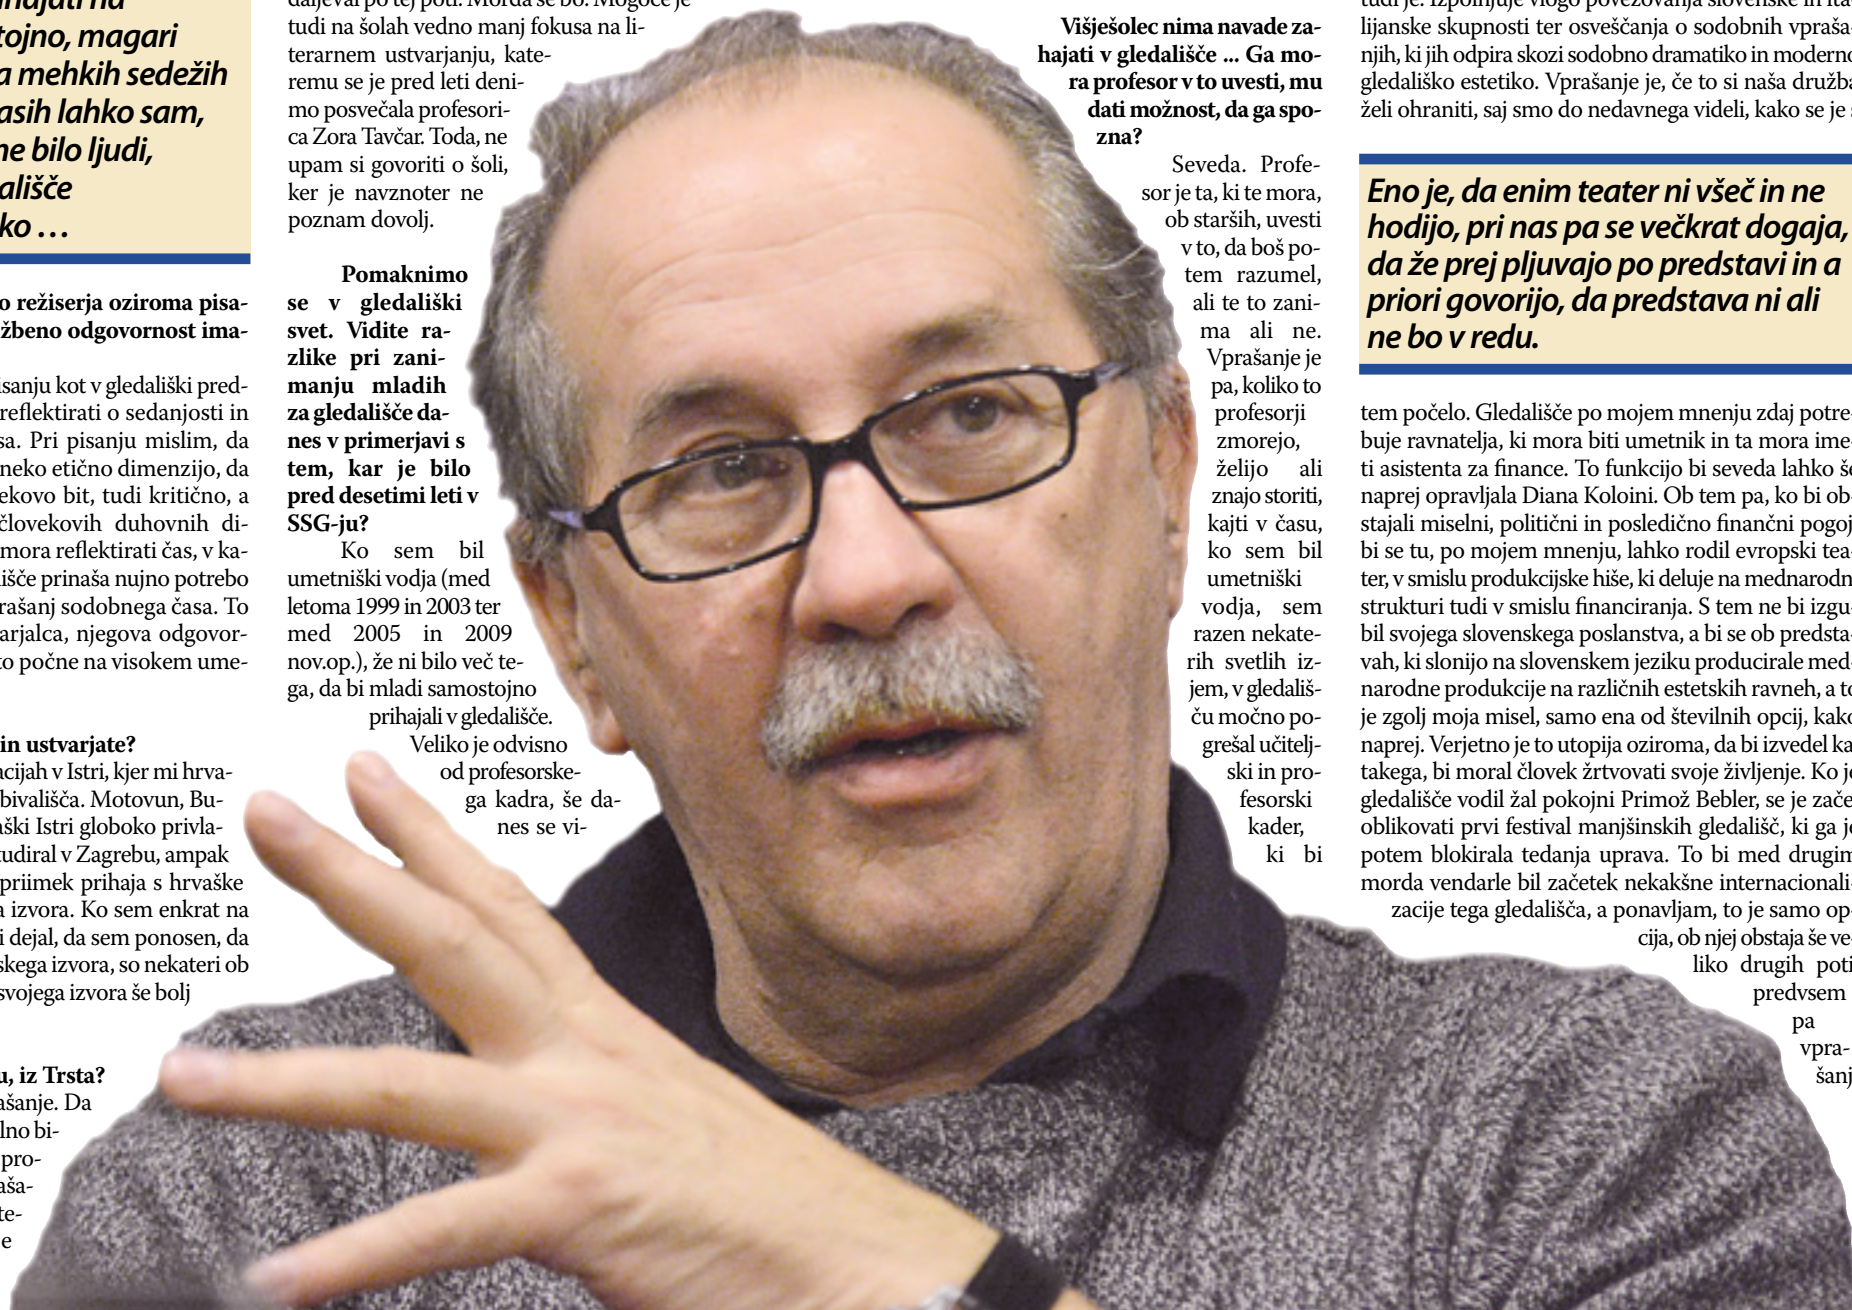 tojno, magari
a mehkih sedežih
asih lahko sam,
ne bilo ljudi,
ališče
ko …
o režiserja oziroma pisa-
žbeno odgovornost ima-
isanju kot v gledališki pred-
reflektirati o sedanjosti in
sa. Pri pisanju mislim, da
neko etično dimenzijo, da
ekovo bit, tudi kritično, a
človekovih duhovnih di-
mora reflektirati čas, v ka-
išče prinaša nujno potrebo
rašanj sodobnega časa. To
arjalca, njegova odgovor-
to počne na visokem ume-
in ustvarjate?
acijah v Istri, kjer mi hrva-
bivališča. Motovun, Bu-
aški Istri globoko privla-
tudiral v Zagrebu, ampak
priimek prihaja s hrvaške
a izvora. Ko sem enkrat na
i dejal, da sem ponosen, da
skega izvora, so nekateri ob
svojega izvora še bolj
u, iz Trsta?
ašanje. Da
lno bi-
pro-
aša-
te-
e
daljeval po tej poti. Morda se bo. Mogoče je
tudi na šolah vedno manj fokusa na li-
terarnem ustvarjanju, kate-
remu se je pred leti deni-
mo posvečala profesori-
ca Zora Tavčar. Toda, ne
upam si govoriti o šoli,
ker je navznoter ne
poznam dovolj.
Pomaknimo
se v gledališki
svet. Vidite ra-
zlike pri zani-
manju mladih
za gledališče da-
nes v primerjavi s
tem, kar je bilo
pred desetimi leti v
SSG-ju?
Ko sem bil
umetniški vodja (med
letoma 1999 in 2003 ter
med 2005 in 2009
nov.op.), že ni bilo več te-
ga, da bi mladi samostojno
prihajali v gledališče.
Veliko je odvisno
od profesorske-
ga kadra, še da-
nes se vi-
Višješolec nima navade za-
hajati v gledališče ... Ga mo-
ra profesor v to uvesti, mu
dati možnost, da ga spo-
zna?
Seveda. Profe-
sor je ta, ki te mora,
ob starših, uvesti
v to, da boš po-
tem razumel,
ali te to zani-
ma ali ne.
Vprašanje je
pa, koliko to
profesorji
zmorejo,
želijo ali
znajo storiti,
kajti v času,
ko sem bil
umetniški
vodja, sem
razen nekate-
rih svetlih iz-
jem, v gledališ-
ču močno po-
grešal učitelj-
ski in pro-
fesorski
kader,
ki bi
tudi je. Izpolnjuje vlogo povezovanja slovenske in ita-
lijanske skupnosti ter osveščanja o sodobnih vpraša-
njih, ki jih odpira skozi sodobno dramatiko in moderno
gledališko estetiko. Vprašanje je, če to si naša družba
želi ohraniti, saj smo do nedavnega videli, kako se je s
Eno je, da enim teater ni všeč in ne
hodijo, pri nas pa se večkrat dogaja,
da že prej pljuvajo po predstavi in a
priori govorijo, da predstava ni ali
ne bo v redu.
tem počelo. Gledališče po mojem mnenju zdaj potre-
buje ravnatelja, ki mora biti umetnik in ta mora ime-
ti asistenta za finance. To funkcijo bi seveda lahko še
naprej opravljala Diana Koloini. Ob tem pa, ko bi ob-
stajali miselni, politični in posledično finančni pogoj
bi se tu, po mojem mnenju, lahko rodil evropski tea-
ter, v smislu produkcijske hiše, ki deluje na mednarodn
strukturi tudi v smislu financiranja. S tem ne bi izgu-
bil svojega slovenskega poslanstva, a bi se ob predsta-
vah, ki slonijo na slovenskem jeziku producirale med-
narodne produkcije na različnih estetskih ravneh, a to
je zgolj moja misel, samo ena od številnih opcij, kako
naprej. Verjetno je to utopija oziroma, da bi izvedel ka
takega, bi moral človek žrtvovati svoje življenje. Ko je
gledališče vodil žal pokojni Primož Bebler, se je zače
oblikovati prvi festival manjšinskih gledališč, ki ga je
potem blokirala tedanja uprava. To bi med drugim
morda vendarle bil začetek nekakšne internacionali-
zacije tega gledališča, a ponavljam, to je samo op-
cija, ob njej obstaja še ve-
liko drugih poti
predvsem
pa
vpra-
šanj